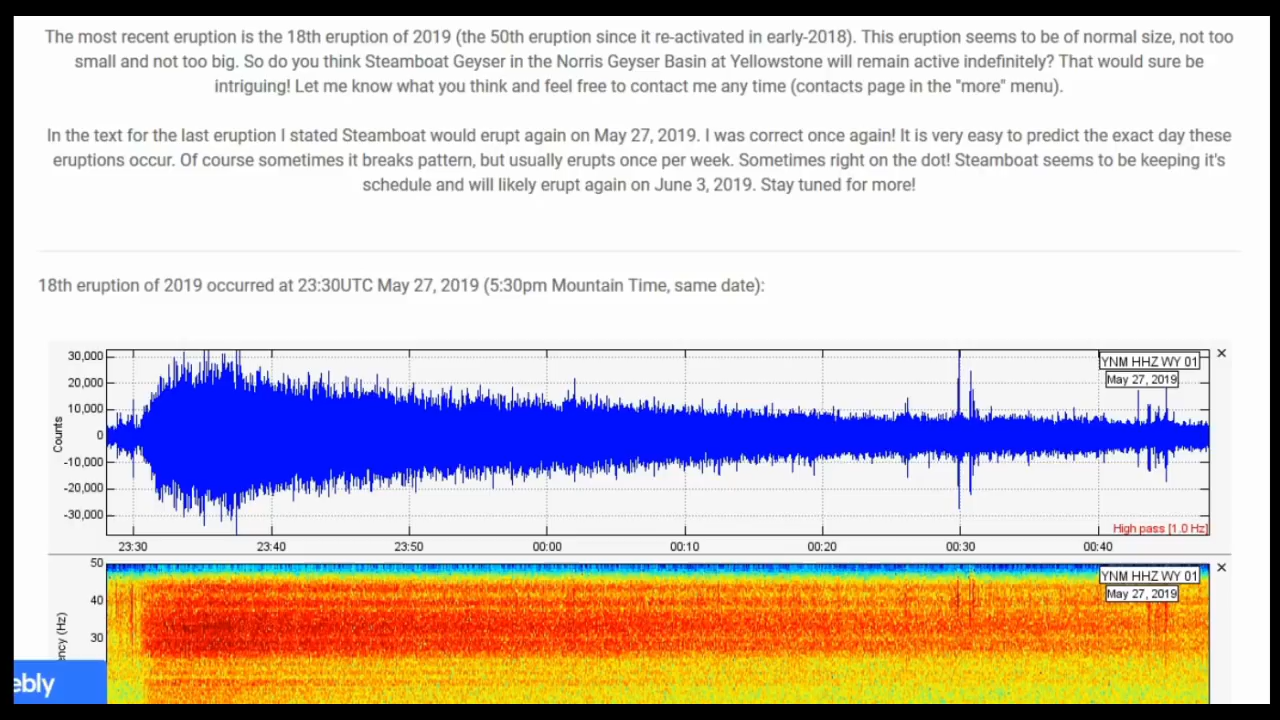 The most recent eruption is the 18th eruption of 2019 (the 50th eruption since it re-activated in early-2018). This eruption seems to be of normal size, not too
small and not too big. So do you think Steamboat Geyser in the Norris Geyser Basin at Yellowstone will remain active indefinitely? That would sure be
intriguing! Let me know what you think and feel free to contact me any time (contacts page in the "more" menu).
In the text for the last eruption I stated Steamboat would erupt again on May 27, 2019. I was correct once again! It is very easy to predict the exact day these
eruptions occur. Of course sometimes it breaks pattern, but usually erupts once per week. Sometimes right on the dot! Steamboat seems to be keeping it's
schedule and will likely erupt again on June 3, 2019. Stay tuned for more!
18th eruption of 2019 occurred at 23:30UTC May 27, 2019 (5:30pm Mountain Time, same date):
30,000
20,000
10,000
0
-10,000
-20,000
-30,000
Counts
YNM HHZ WY 01
May 27, 2019
High pass [1.0 Hz]
23:30 23:40 23:50 00:00 00:10 00:20 00:30 00:40
50
40
30
ency (Hz)
YNM HHZ WY 01
May 27, 2019
ebly